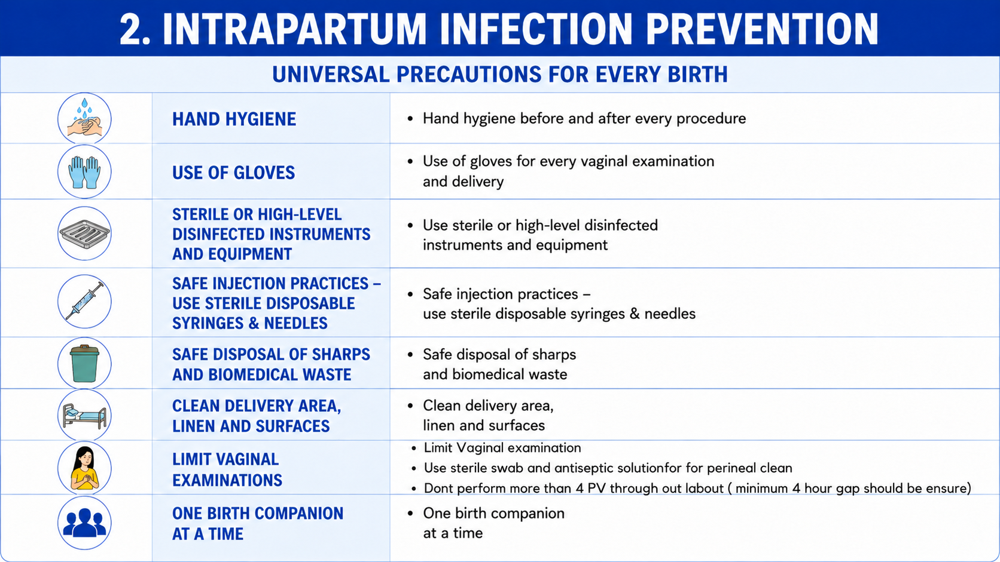 2. INTRAPARTUM INFECTION PREVENTION
UNIVERSAL PRECAUTIONS FOR EVERY BIRTH
HAND HYGIENE
• Hand hygiene before and after every procedure
USE OF GLOVES
• Use of gloves for every vaginal examination
and delivery
STERILE OR HIGH-LEVEL
DISINFECTED INSTRUMENTS
AND EQUIPMENT
• Use sterile or high-level disinfected
instruments and equipment
SAFE INJECTION PRACTICES –
USE STERILE DISPOSABLE
SYRINGES & NEEDLES
• Safe injection practices –
use sterile disposable syringes & needles
SAFE DISPOSAL OF SHARPS
AND BIOMEDICAL WASTE
• Safe disposal of sharps
and biomedical waste
CLEAN DELIVERY AREA,
LINEN AND SURFACES
• Clean delivery area,
linen and surfaces
LIMIT VAGINAL
EXAMINATIONS
• Limit Vaginal examination
• Use sterile swab and antiseptic solutionfor for perineal clean
• Dont perform more than 4 PV through out labout ( minimum 4 hour gap should be ensure)
ONE BIRTH COMPANION
AT A TIME
• One birth companion
at a time